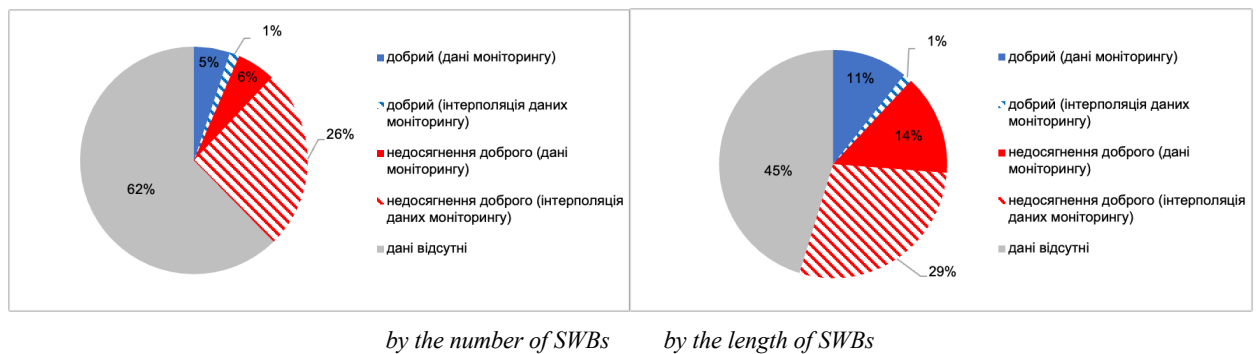 1%
5%
6%
26%
62%
добрий (дані моніторингу)
добрий (інтерполяція даних
моніторингу)
недосягнення доброго (дані
моніторингу)
недосягнення доброго (інтерполяція
даних моніторингу)
дані відсутні
1%
11%
14%
45%
29%
добрий (дані моніторингу)
добрий (інтерполяція даних
моніторингу)
недосягнення доброго (дані
моніторингу)
недосягнення доброго (інтерполяція
даних моніторингу)
дані відсутні
by the number of SWBs
by the length of SWBs